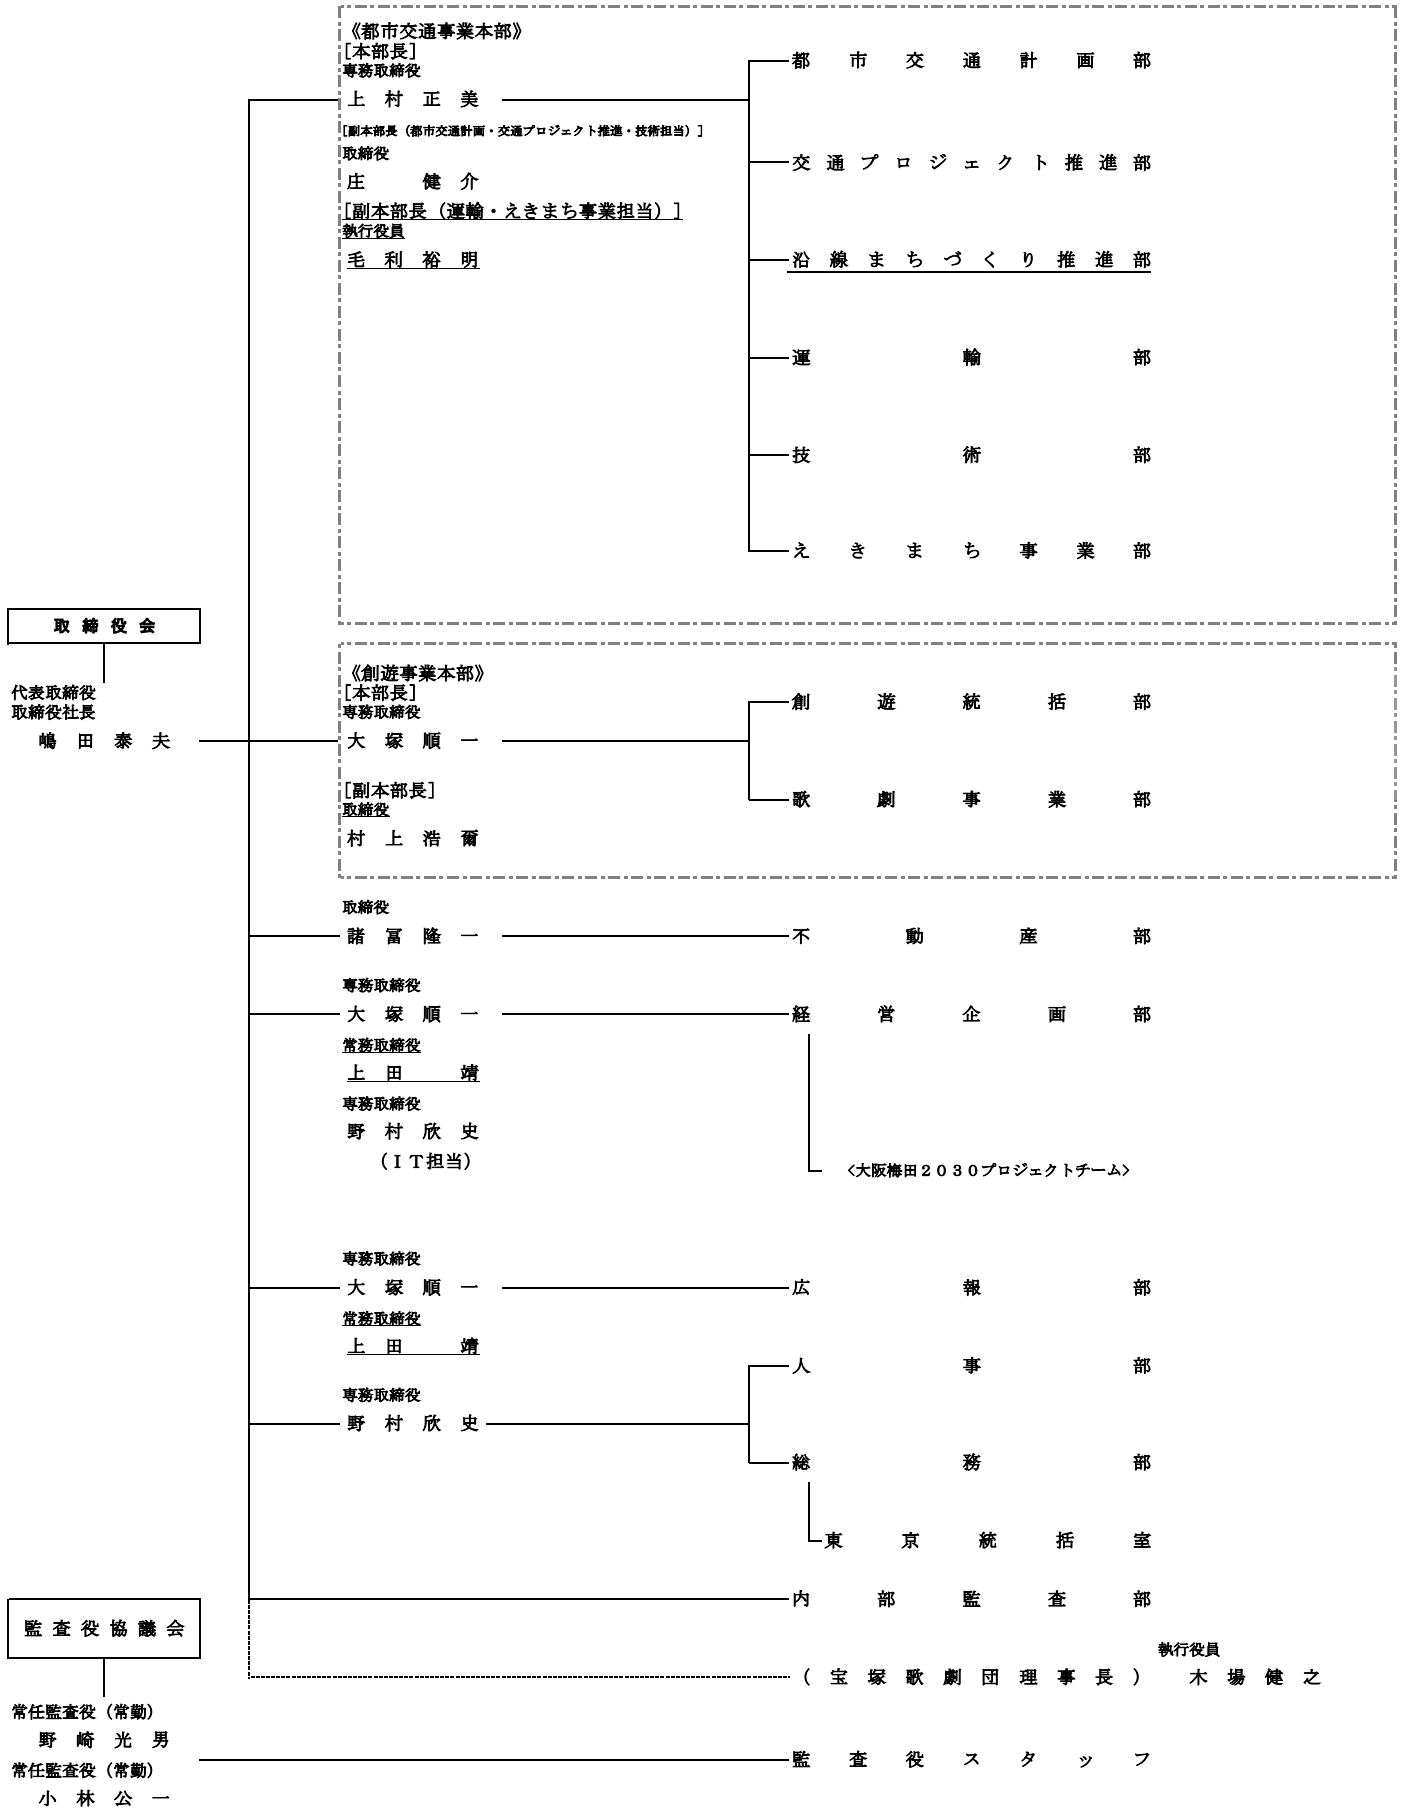 《都市交通事業本部》
[本部長]
専務取締役
上村正美
都市交通計画部
[副本部長（都市交通計画・交通プロジェクト推進・技術担当）]
取締役
庄健介
交通プロジェクト推進部
[副本部長（運輸・えきまち事業担当）]
執行役員
毛利裕明
沿線まちづくり推進部
運輸部
技術部
えきまち事業部
取締役会
代表取締役
取締役社長
嶋田泰夫
《創遊事業本部》
[本部長]
専務取締役
大塚順一
創遊統括部
[副本部長]
取締役
村上浩爾
歌劇事業部
取締役
諸冨隆一
不動産部
専務取締役
大塚順一
経営企画部
常務取締役
上田靖
専務取締役
野村欣史
（ＩＴ担当）
<大阪梅田２０３０プロジェクトチーム>
専務取締役
大塚順一
広報部
常務取締役
上田靖
人事部
専務取締役
野村欣史
総務部
東京統括室
内部監査部
監査役協議会
執行役員
（宝塚歌劇団理事長）木場健之
常任監査役（常勤）
野崎光男
常任監査役（常勤）
小林公一
監査役スタッフ